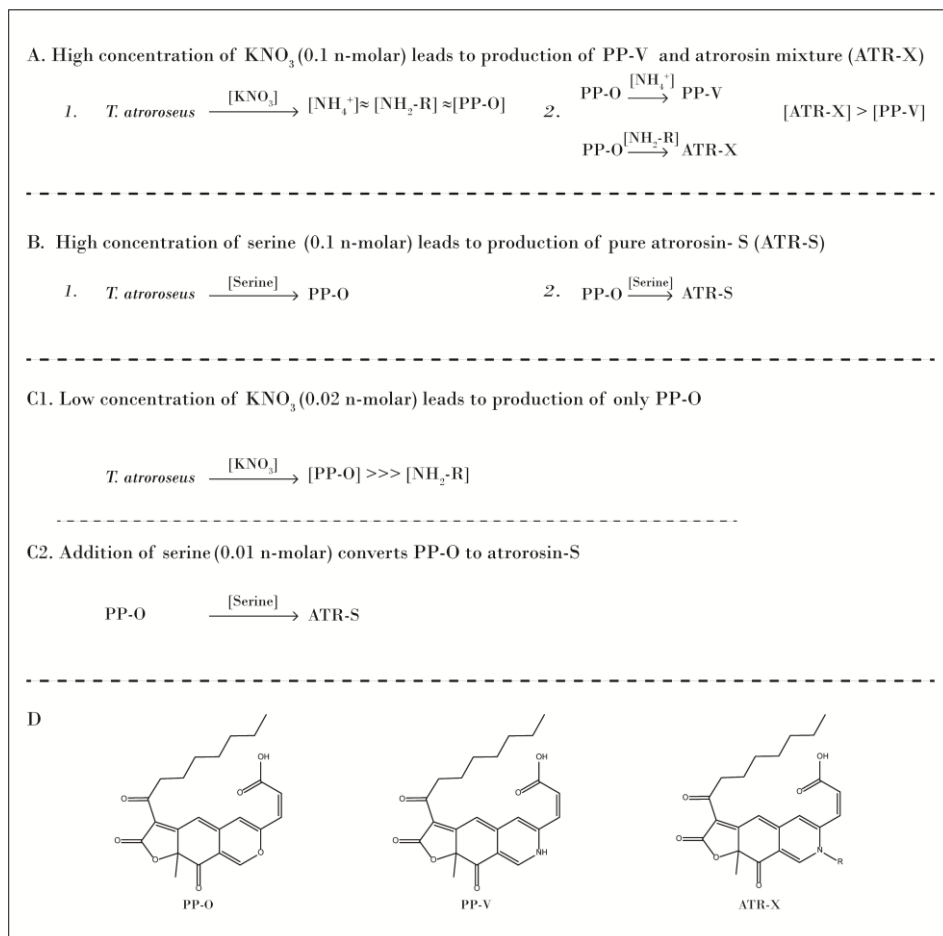 A. High concentration of KNO₃ (0.1 n-molar) leads to production of PP-V and atrorosin mixture (ATR-X)
1. T. atroroseus [KNO₃] → [NH₄⁺]≈ [NH₂-R] ≈[PP-O]
2. PP-O [NH₄⁺] → PP-V
PP-O [NH₂-R] → ATR-X
[ATR-X] > [PP-V]
B. High concentration of serine (0.1 n-molar) leads to production of pure atrorosin- S (ATR-S)
1. T. atroroseus [Serine] → PP-O
2. PP-O [Serine] → ATR-S
C1. Low concentration of KNO₃ (0.02 n-molar) leads to production of only PP-O
T. atroroseus [KNO₃] → [PP-O] >>> [NH₂-R]
C2. Addition of serine (0.01 n-molar) converts PP-O to atrorosin-S
PP-O [Serine] → ATR-S
D
OH
O
O
O
O
O
O
PP-O
OH
O
O
O
O
O
NH
PP-V
OH
O
O
O
O
O
N
R
ATR-X